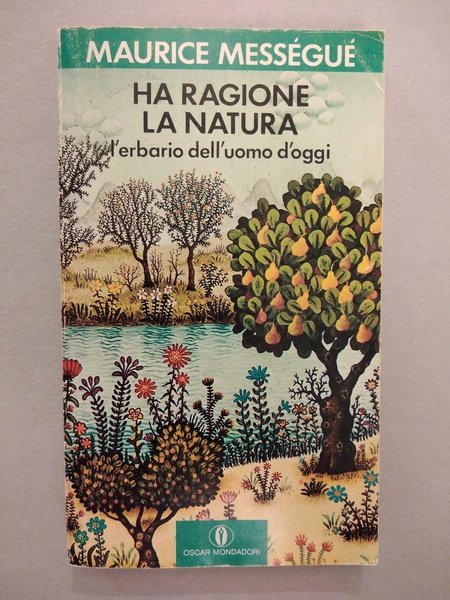 MAURICE MESSÉGUÉ
HA RAGIONE
LA NATURA
l'erbario dell'uomo d'oggi
OSCAR MONDADORI